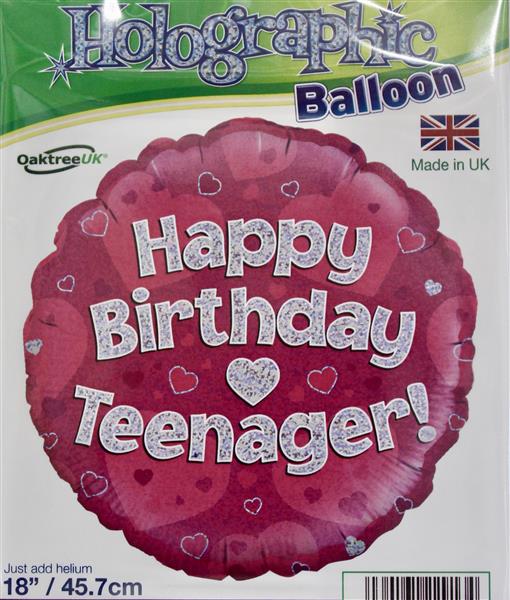 Holographic
Balloon
OaktreeUK®
Made in UK
Happy
Birthday
Teenager!
Just add helium
18” / 45.7cm